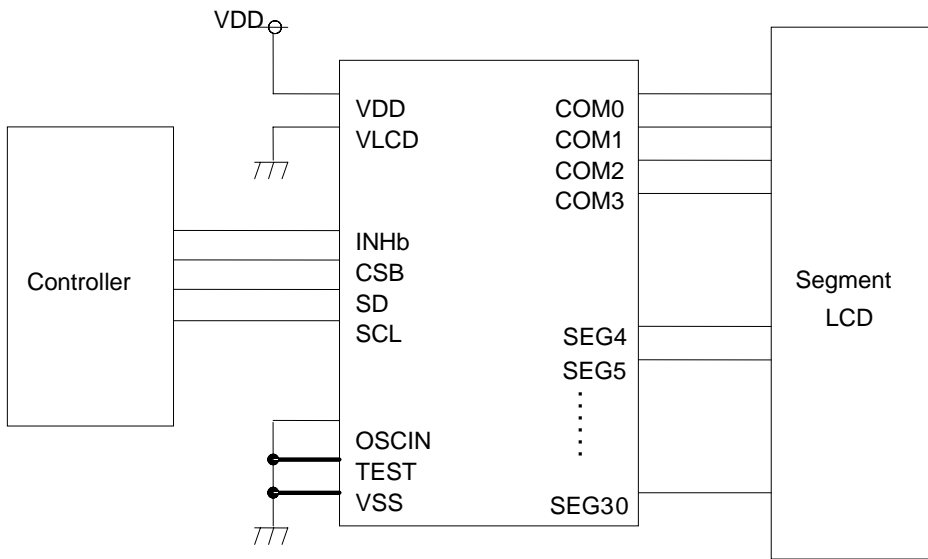 VDD
VDD
VLCD
INHb
CSB
SD
SCL
OSCIN
TEST
VSS
COM0
COM1
COM2
COM3
SEG4
SEG5
SEG30
Controller
Segment
LCD